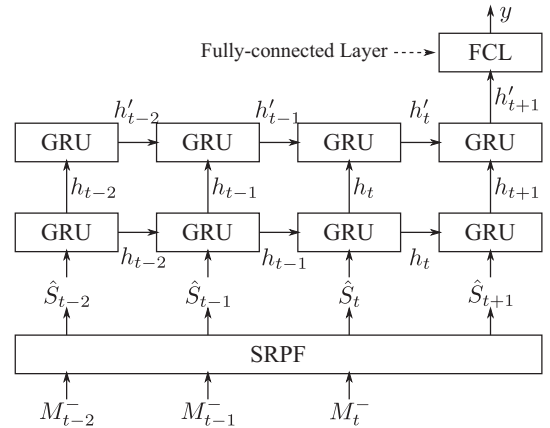 y
Fully-connected Layer FCL
h′_{t−2} h′_{t−1} h′_t h′_{t+1}
GRU GRU GRU GRU
h_{t−2} h_{t−1} h_t h_{t+1}
GRU GRU GRU GRU
h_{t−2} h_{t−1} h_t
Ŝ_{t−2} Ŝ_{t−1} Ŝ_t Ŝ_{t+1}
SRPF
M⁻_{t−2} M⁻_{t−1} M⁻_t